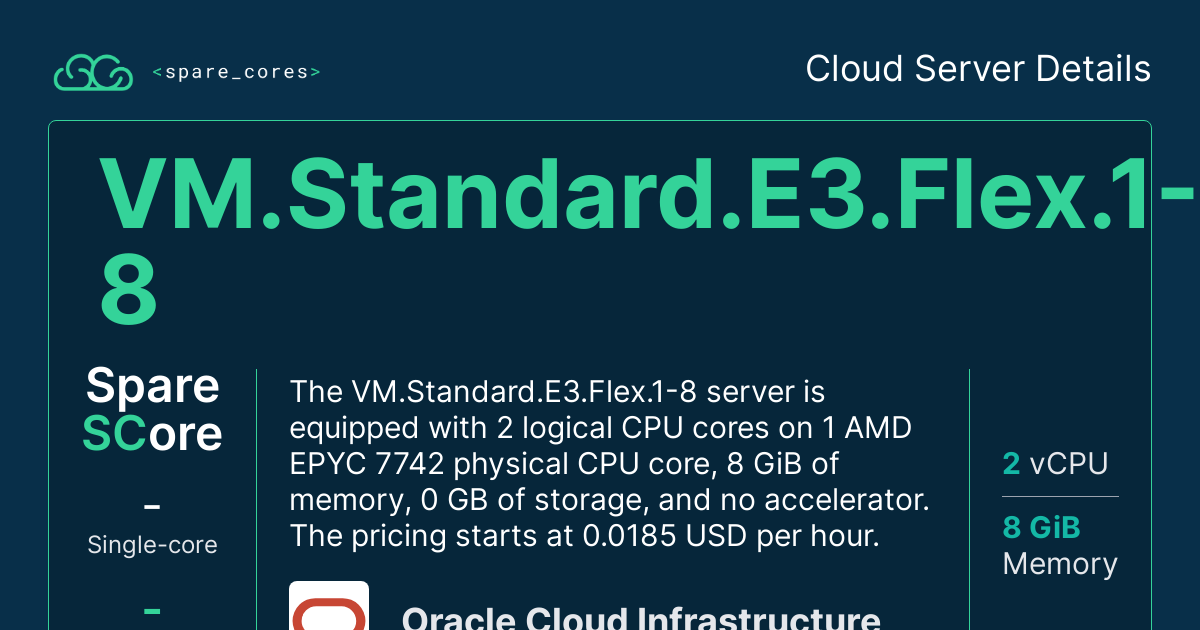 <spare_cores>
Cloud Server Details
VM.Standard.E3.Flex.1-
8
Spare
SCore
–
Single-core
–
The VM.Standard.E3.Flex.1-8 server is
equipped with 2 logical CPU cores on 1 AMD
EPYC 7742 physical CPU core, 8 GiB of
memory, 0 GB of storage, and no accelerator.
The pricing starts at 0.0185 USD per hour.
Oracle Cloud Infrastructure
2 vCPU
8 GiB
Memory